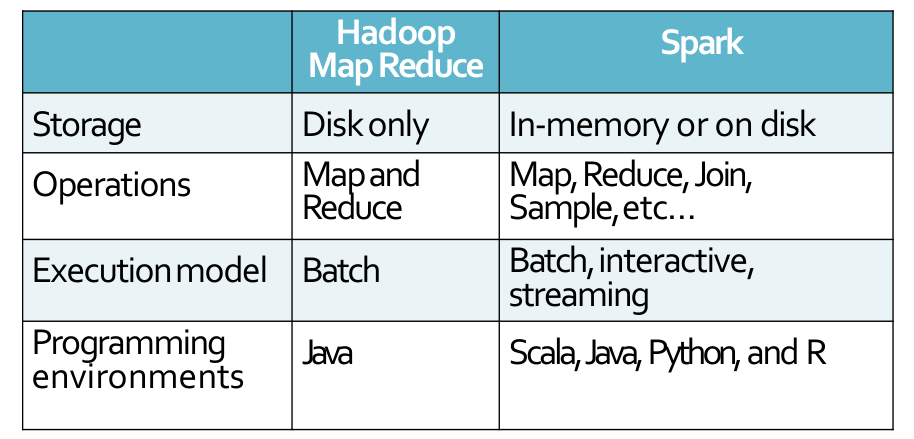 Hadoop
Map Reduce
Spark
Storage
Disk only
In-memory or on disk
Operations
Map and
Reduce
Map, Reduce, Join,
Sample, etc...
Execution model
Batch
Batch, interactive,
streaming
Programming
environments
Java
Scala, Java, Python, and R